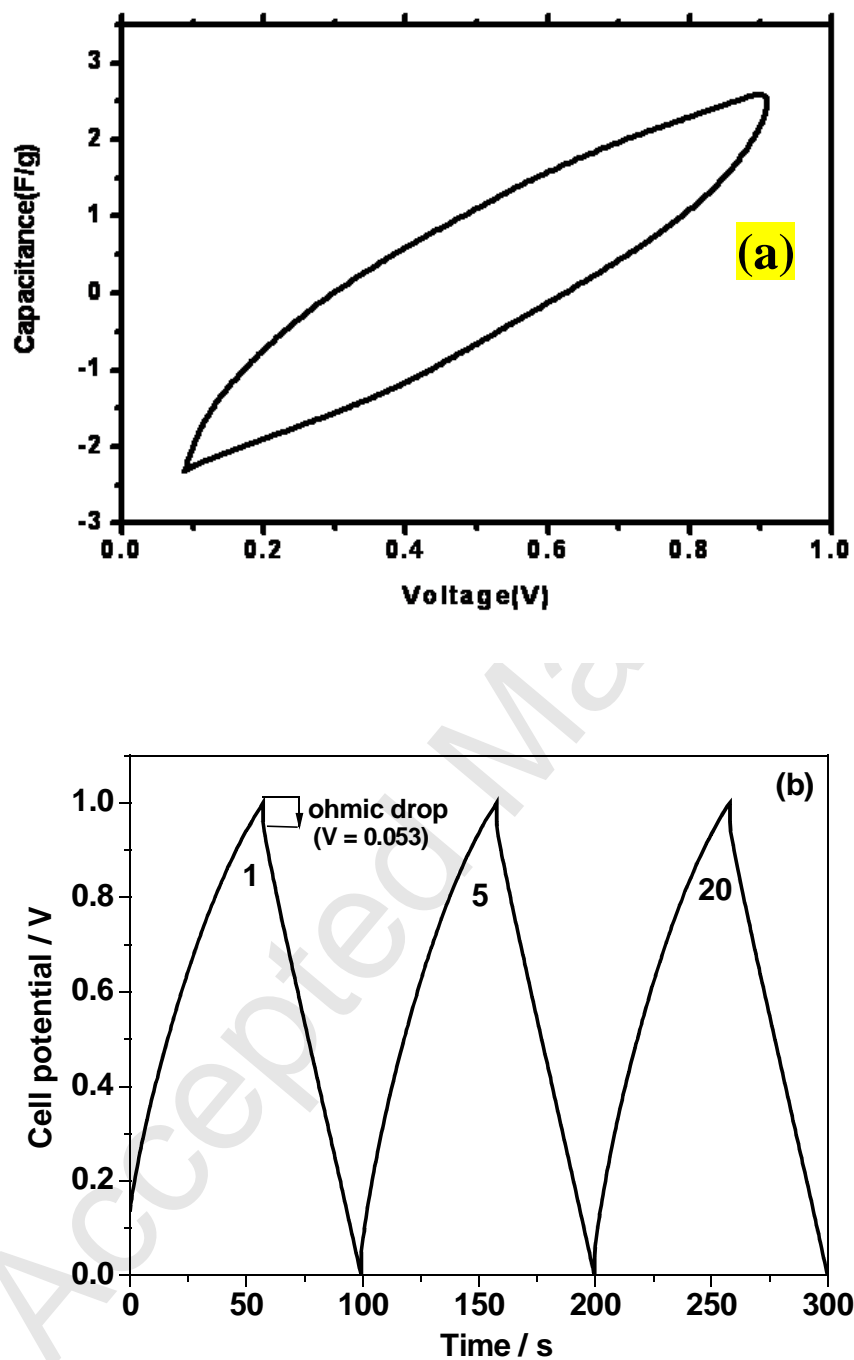 3
2
1
0
-1
-2
-3
Capacitance(F/g)
(a)
0.0 0.2 0.4 0.6 0.8 1.0
Voltage(V)
(b)
1.0
0.8
0.6
0.4
0.2
0.0
Cell potential / V
ohmic drop
(V = 0.053)
1
5
20
0 50 100 150 200 250 300
Time / s
Accepted Ma